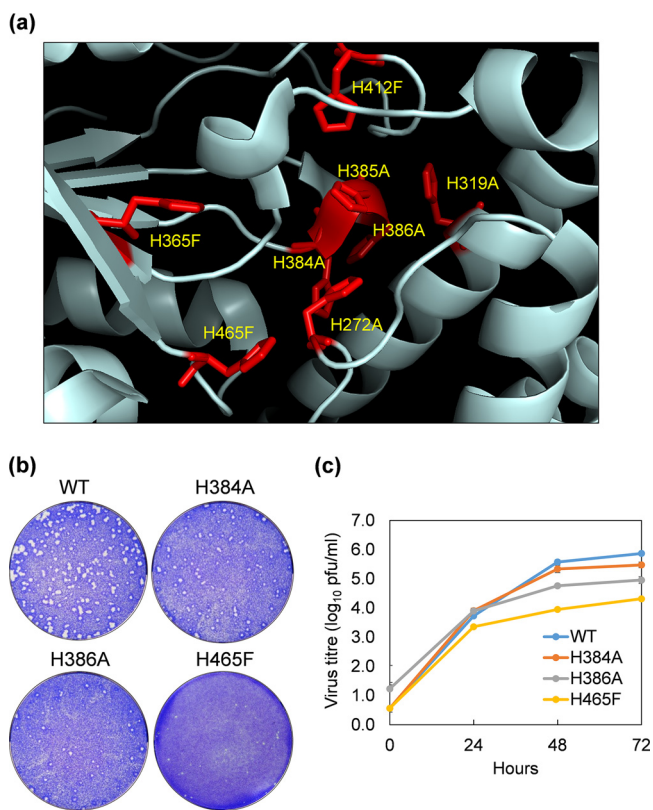 (a)
H412F
H385A
H319A
H365F
H386A
H384A
H465F
H272A
(b)
WT
H384A
H386A
H465F
(c)
Virus titre (log10 pfu/ml)
7.0
6.0
5.0
4.0
3.0
2.0
1.0
0.0
WT
H384A
H386A
H465F
0 24 48 72
Hours